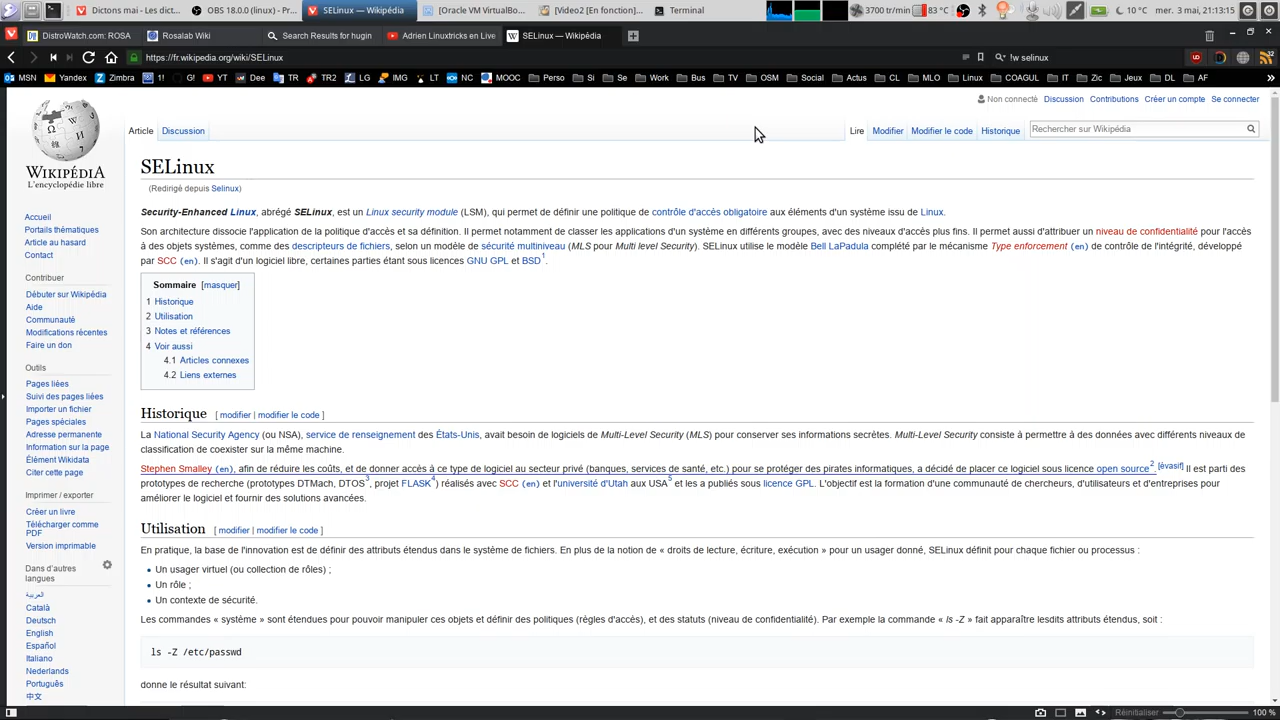 Dictons mai - Les dict...
OBS 18.0.0 (linux) - Pr...
SELinux — Wikipédia
[Oracle VM VirtualBo...
[Video2 [En fonction]...
Terminal
3700 tr/min
83 °C
10 °C
mer. 3 mai, 21:13:15
DistroWatch.com: ROSA
Rosalab Wiki
Search Results for hugin
Adrien Linuxtricks en Live
SELinux — Wikipédia
https://fr.wikipedia.org/wiki/SELinux
!w selinux
MSN Yandex Zimbra 1! G! YT Dee TR TR2 LG IMG LT NC MOOC Perso Si Se Work Bus TV OSM Social Actus CL MLO Linux COAGUL IT Zic Jeux DL AF
Non connecté Discussion Contributions Créer un compte Se connecter
Article Discussion
Lire Modifier Modifier le code Historique
Rechercher sur Wikipédia
WIKIPÉDIA
L'encyclopédie libre
Accueil
Portails thématiques
Article au hasard
Contact
Contribuer
Débuter sur Wikipédia
Aide
Communauté
Modifications récentes
Faire un don
Outils
Pages liées
Suivi des pages liées
Importer un fichier
Pages spéciales
Adresse permanente
Information sur la page
Élément Wikidata
Citer cette page
Imprimer / exporter
Créer un livre
Télécharger comme
PDF
Version imprimable
Dans d'autres
langues
العربية
Català
Deutsch
English
Español
Italiano
Nederlands
Português
中文
SELinux
(Redirigé depuis Selinux)
Security-Enhanced Linux, abrégé SELinux, est un Linux security module (LSM), qui permet de définir une politique de contrôle d'accès obligatoire aux éléments d'un système issu de Linux.
Son architecture dissocie l'application de la politique d'accès et sa définition. Il permet notamment de classer les applications d'un système en différents groupes, avec des niveaux d'accès plus fins. Il permet aussi d'attribuer un niveau de confidentialité pour l'accès
à des objets systèmes, comme des descripteurs de fichiers, selon un modèle de sécurité multiniveau (MLS pour Multi level Security). SELinux utilise le modèle Bell LaPadula complété par le mécanisme Type enforcement (en) de contrôle de l'intégrité, développé
par SCC (en). Il s'agit d'un logiciel libre, certaines parties étant sous licences GNU GPL et BSD1.
Sommaire [masquer]
1 Historique
2 Utilisation
3 Notes et références
4 Voir aussi
4.1 Articles connexes
4.2 Liens externes
Historique [ modifier | modifier le code ]
La National Security Agency (ou NSA), service de renseignement des États-Unis, avait besoin de logiciels de Multi-Level Security (MLS) pour conserver ses informations secrètes. Multi-Level Security consiste à permettre à des données avec différents niveaux de
classification de coexister sur la même machine.
Stephen Smalley (en), afin de réduire les coûts, et de donner accès à ce type de logiciel au secteur privé (banques, services de santé, etc.) pour se protéger des pirates informatiques, a décidé de placer ce logiciel sous licence open source2. [évasif] Il est parti des
prototypes de recherche (prototypes DTMach, DTOS3, projet FLASK4) réalisés avec SCC (en) et l'université d'Utah aux USA5 et les a publiés sous licence GPL. L'objectif est la formation d'une communauté de chercheurs, d'utilisateurs et d'entreprises pour
améliorer le logiciel et fournir des solutions avancées.
Utilisation [ modifier | modifier le code ]
En pratique, la base de l'innovation est de définir des attributs étendus dans le système de fichiers. En plus de la notion de « droits de lecture, écriture, exécution » pour un usager donné, SELinux définit pour chaque fichier ou processus :
Un usager virtuel (ou collection de rôles) ;
Un rôle ;
Un contexte de sécurité.
Les commandes « système » sont étendues pour pouvoir manipuler ces objets et définir des politiques (règles d'accès), et des statuts (niveau de confidentialité). Par exemple la commande « ls -Z » fait apparaître lesdits attributs étendus, soit :
ls -Z /etc/passwd
donne le résultat suivant:
Réinitialiser 100 %